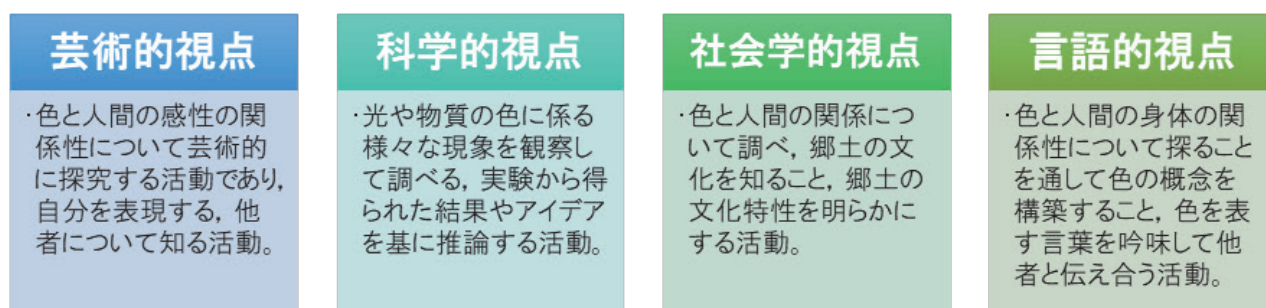 芸術的視点
・色と人間の感性の関
係性について芸術的
に探究する活動であり,
自分を表現する, 他
者について知る活動。
科学的視点
・光や物質の色に係る
様々な現象を観察し
て調べる, 実験から得
られた結果やアイデア
を基に推論する活動。
社会学的視点
・色と人間の関係につ
いて調べ, 郷土の文
化を知ること, 郷土の
文化特性を明らかに
する活動。
言語的視点
・色と人間の身体の関
係性について探ること
を通して色の概念を
構築すること, 色を表
す言葉を吟味して他
者と伝え合う活動。